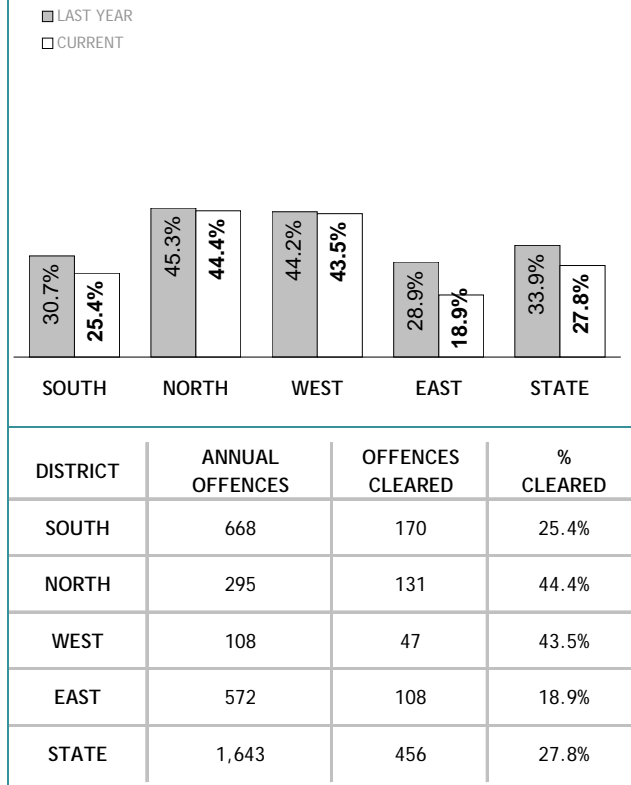 LAST YEAR
CURRENT
30.7% 25.4% 45.3% 44.4% 44.2% 43.5% 28.9% 18.9% 33.9% 27.8%
SOUTH NORTH WEST EAST STATE
DISTRICT ANNUAL OFFENCES OFFENCES CLEARED % CLEARED
SOUTH 668 170 25.4%
NORTH 295 131 44.4%
WEST 108 47 43.5%
EAST 572 108 18.9%
STATE 1,643 456 27.8%